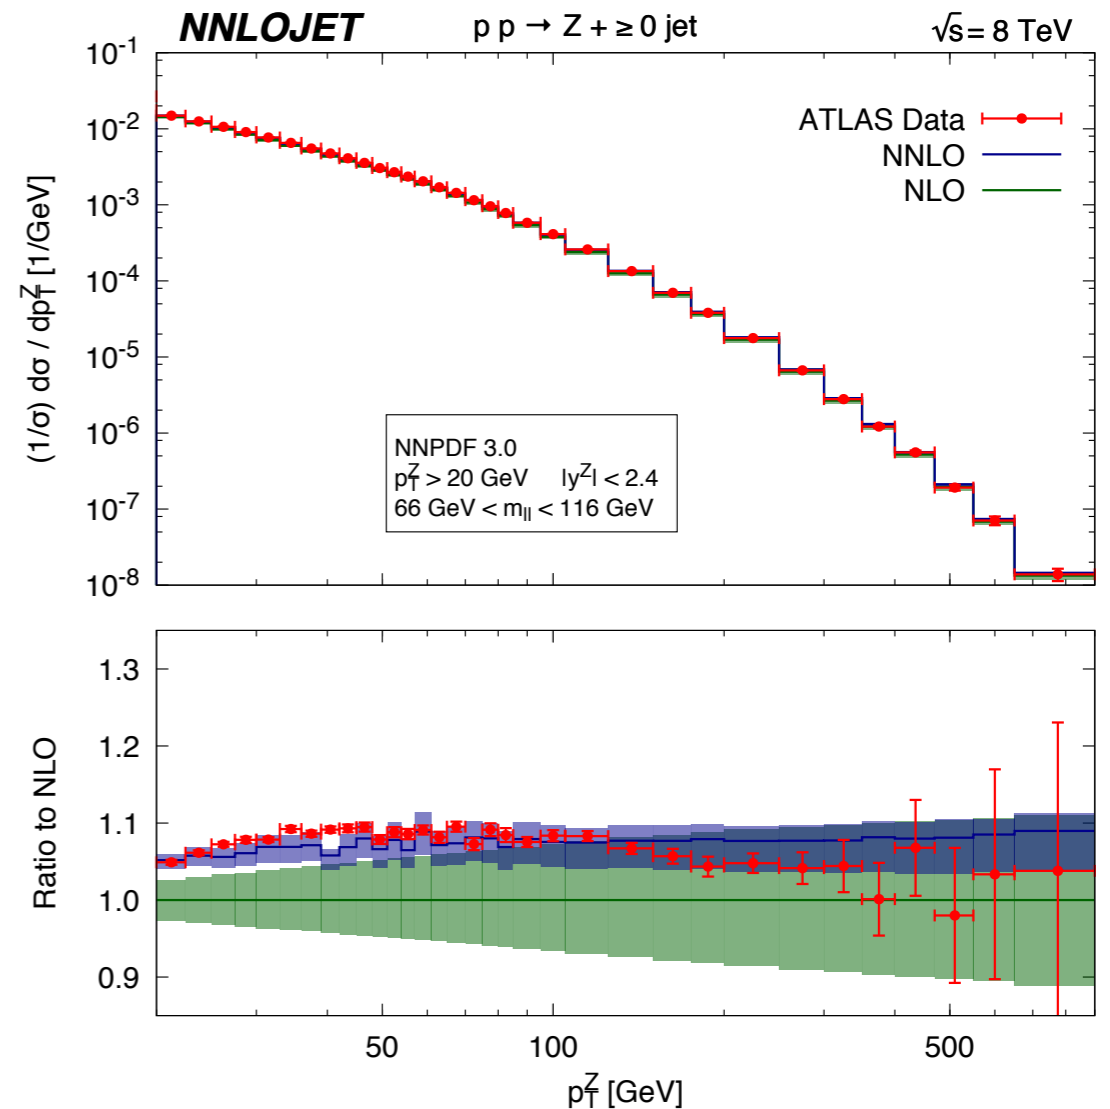 NNLOJET p p → Z + ≥ 0 jet √s = 8 TeV
10⁻¹
10⁻²
10⁻³
10⁻⁴
10⁻⁵
10⁻⁶
10⁻⁷
10⁻⁸
(1/σ) dσ / dp_T^Z [1/GeV]
ATLAS Data
NNLO
NLO
NNPDF 3.0
p_T^Z > 20 GeV |y^Z| < 2.4
66 GeV < m_ll < 116 GeV
1.3
1.2
1.1
1.0
0.9
Ratio to NLO
50 100 500
p_T^Z [GeV]